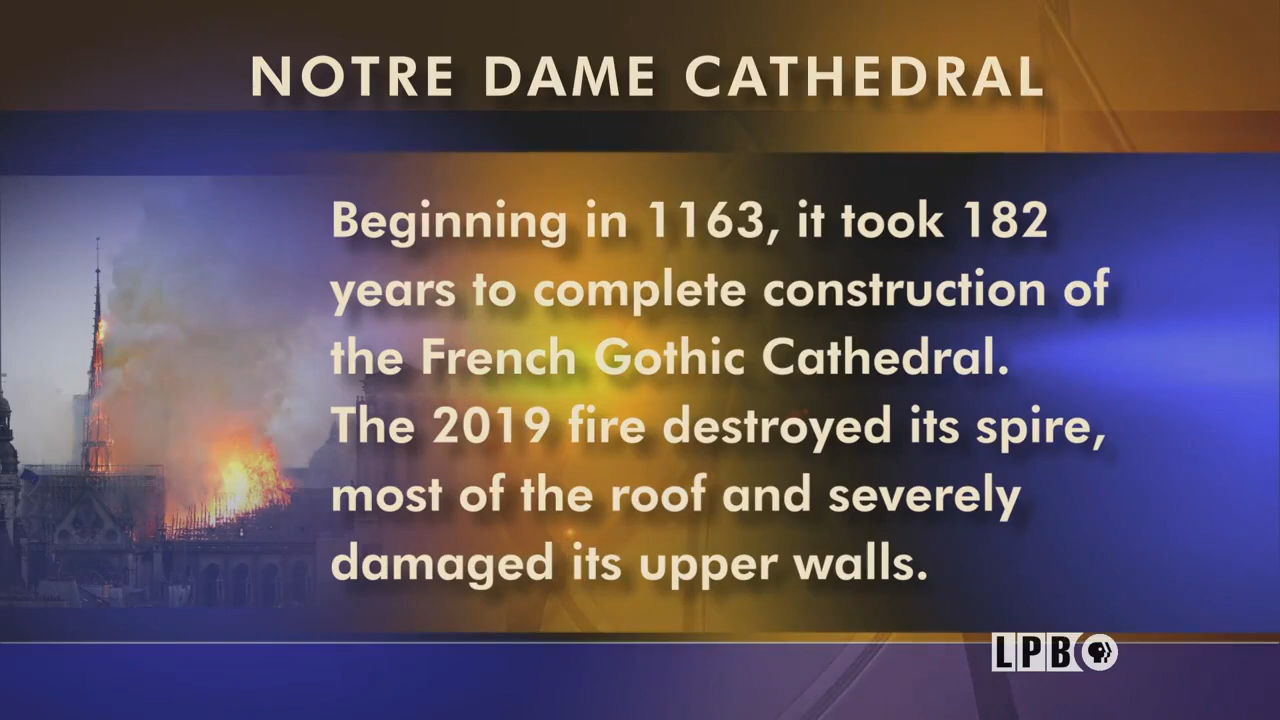 NOTRE DAME CATHEDRAL
Beginning in 1163, it took 182
years to complete construction of
the French Gothic Cathedral.
The 2019 fire destroyed its spire,
most of the roof and severely
damaged its upper walls.
LPB